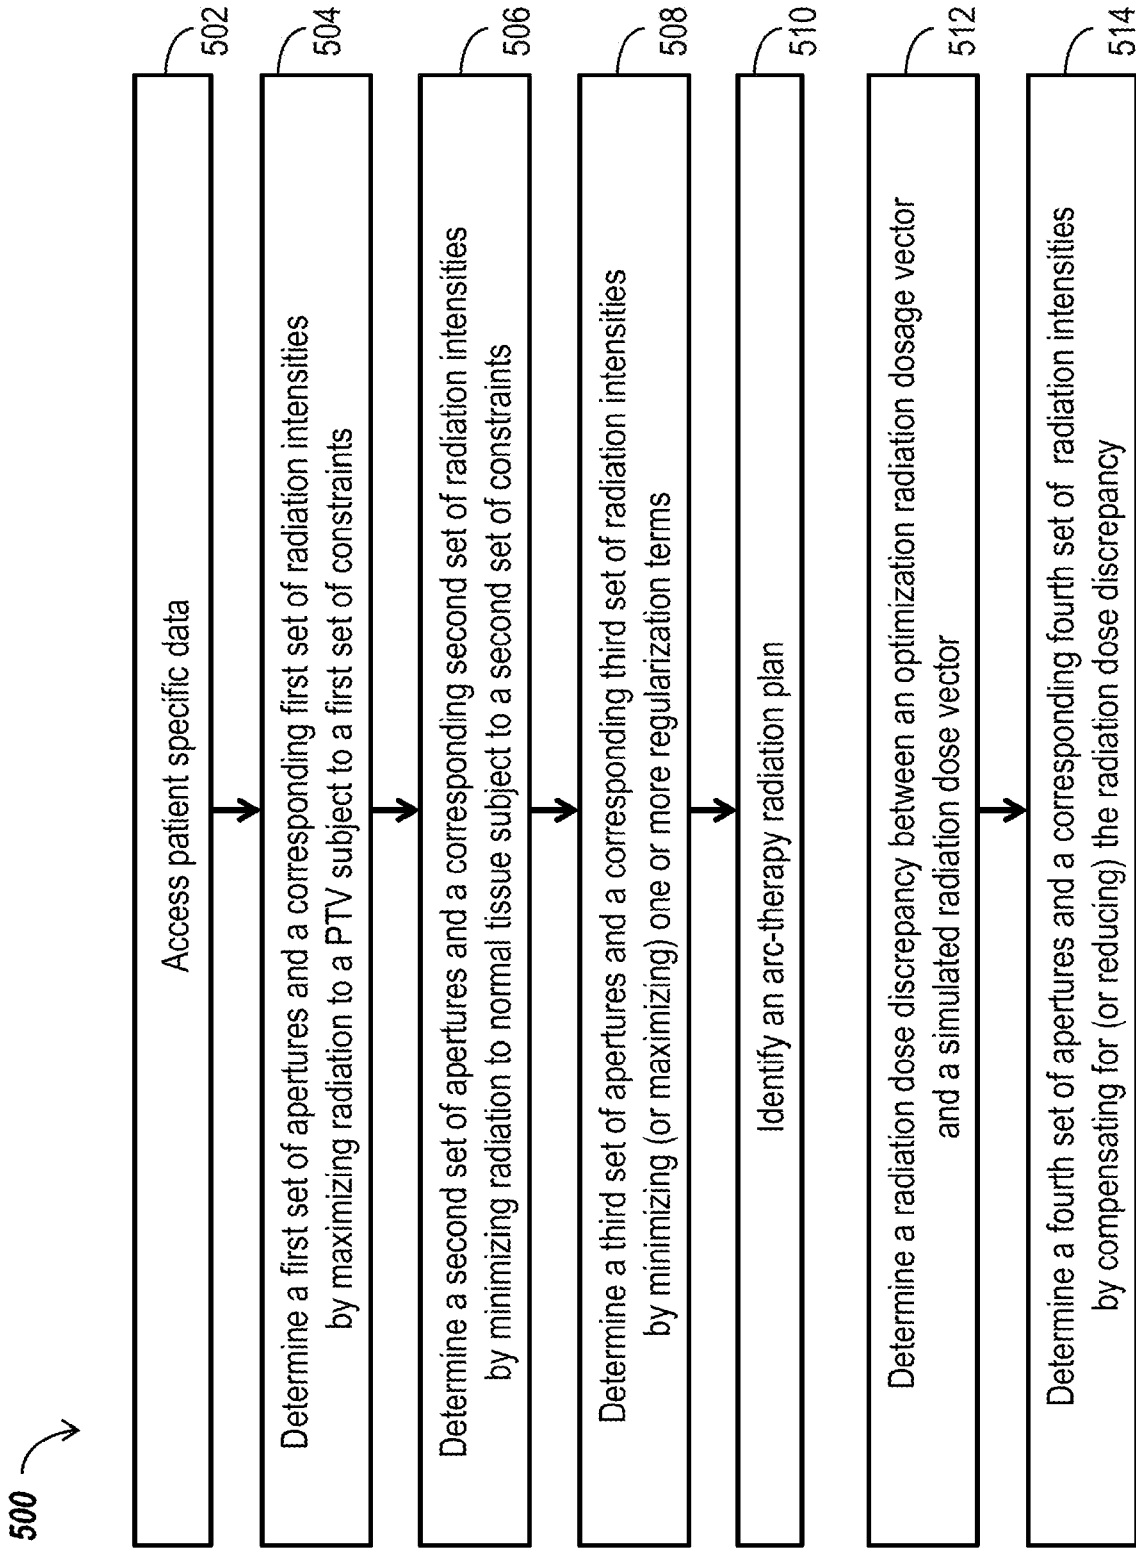 500
Access patient specific data
502
Determine a first set of apertures and a corresponding first set of radiation intensities
by maximizing radiation to a PTV subject to a first set of constraints
504
Determine a second set of apertures and a corresponding second set of radiation intensities
by minimizing radiation to normal tissue subject to a second set of constraints
506
Determine a third set of apertures and a corresponding third set of radiation intensities
by minimizing (or maximizing) one or more regularization terms
508
Identify an arc-therapy radiation plan
510
Determine a radiation dose discrepancy between an optimization radiation dosage vector
and a simulated radiation dose vector
512
Determine a fourth set of apertures and a corresponding fourth set of radiation intensities
by compensating for (or reducing) the radiation dose discrepancy
514